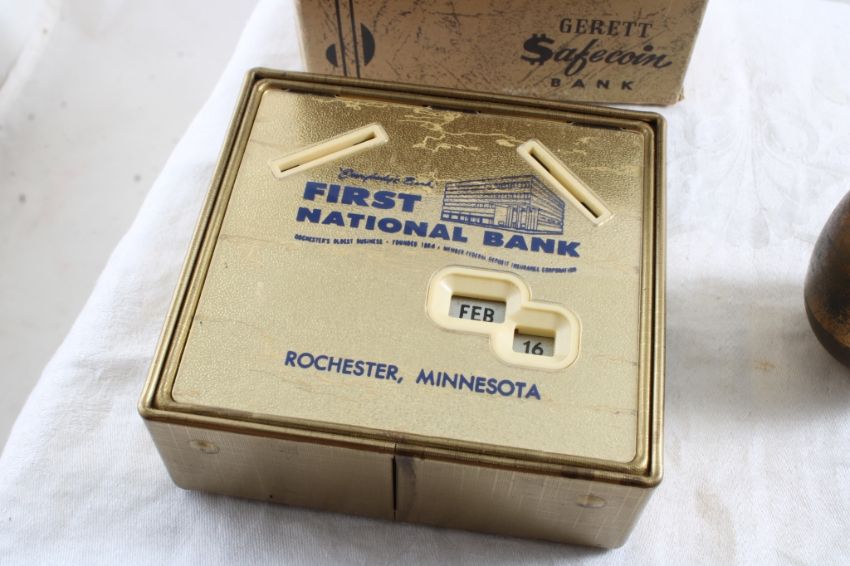 GERETT
Safecoin
BANK
FIRST
NATIONAL BANK
ROCHESTER'S OLDEST BUSINESS · FOUNDED 1864 · MEMBER FEDERAL DEPOSIT INSURANCE CORPORATION
FEB
16
ROCHESTER, MINNESOTA